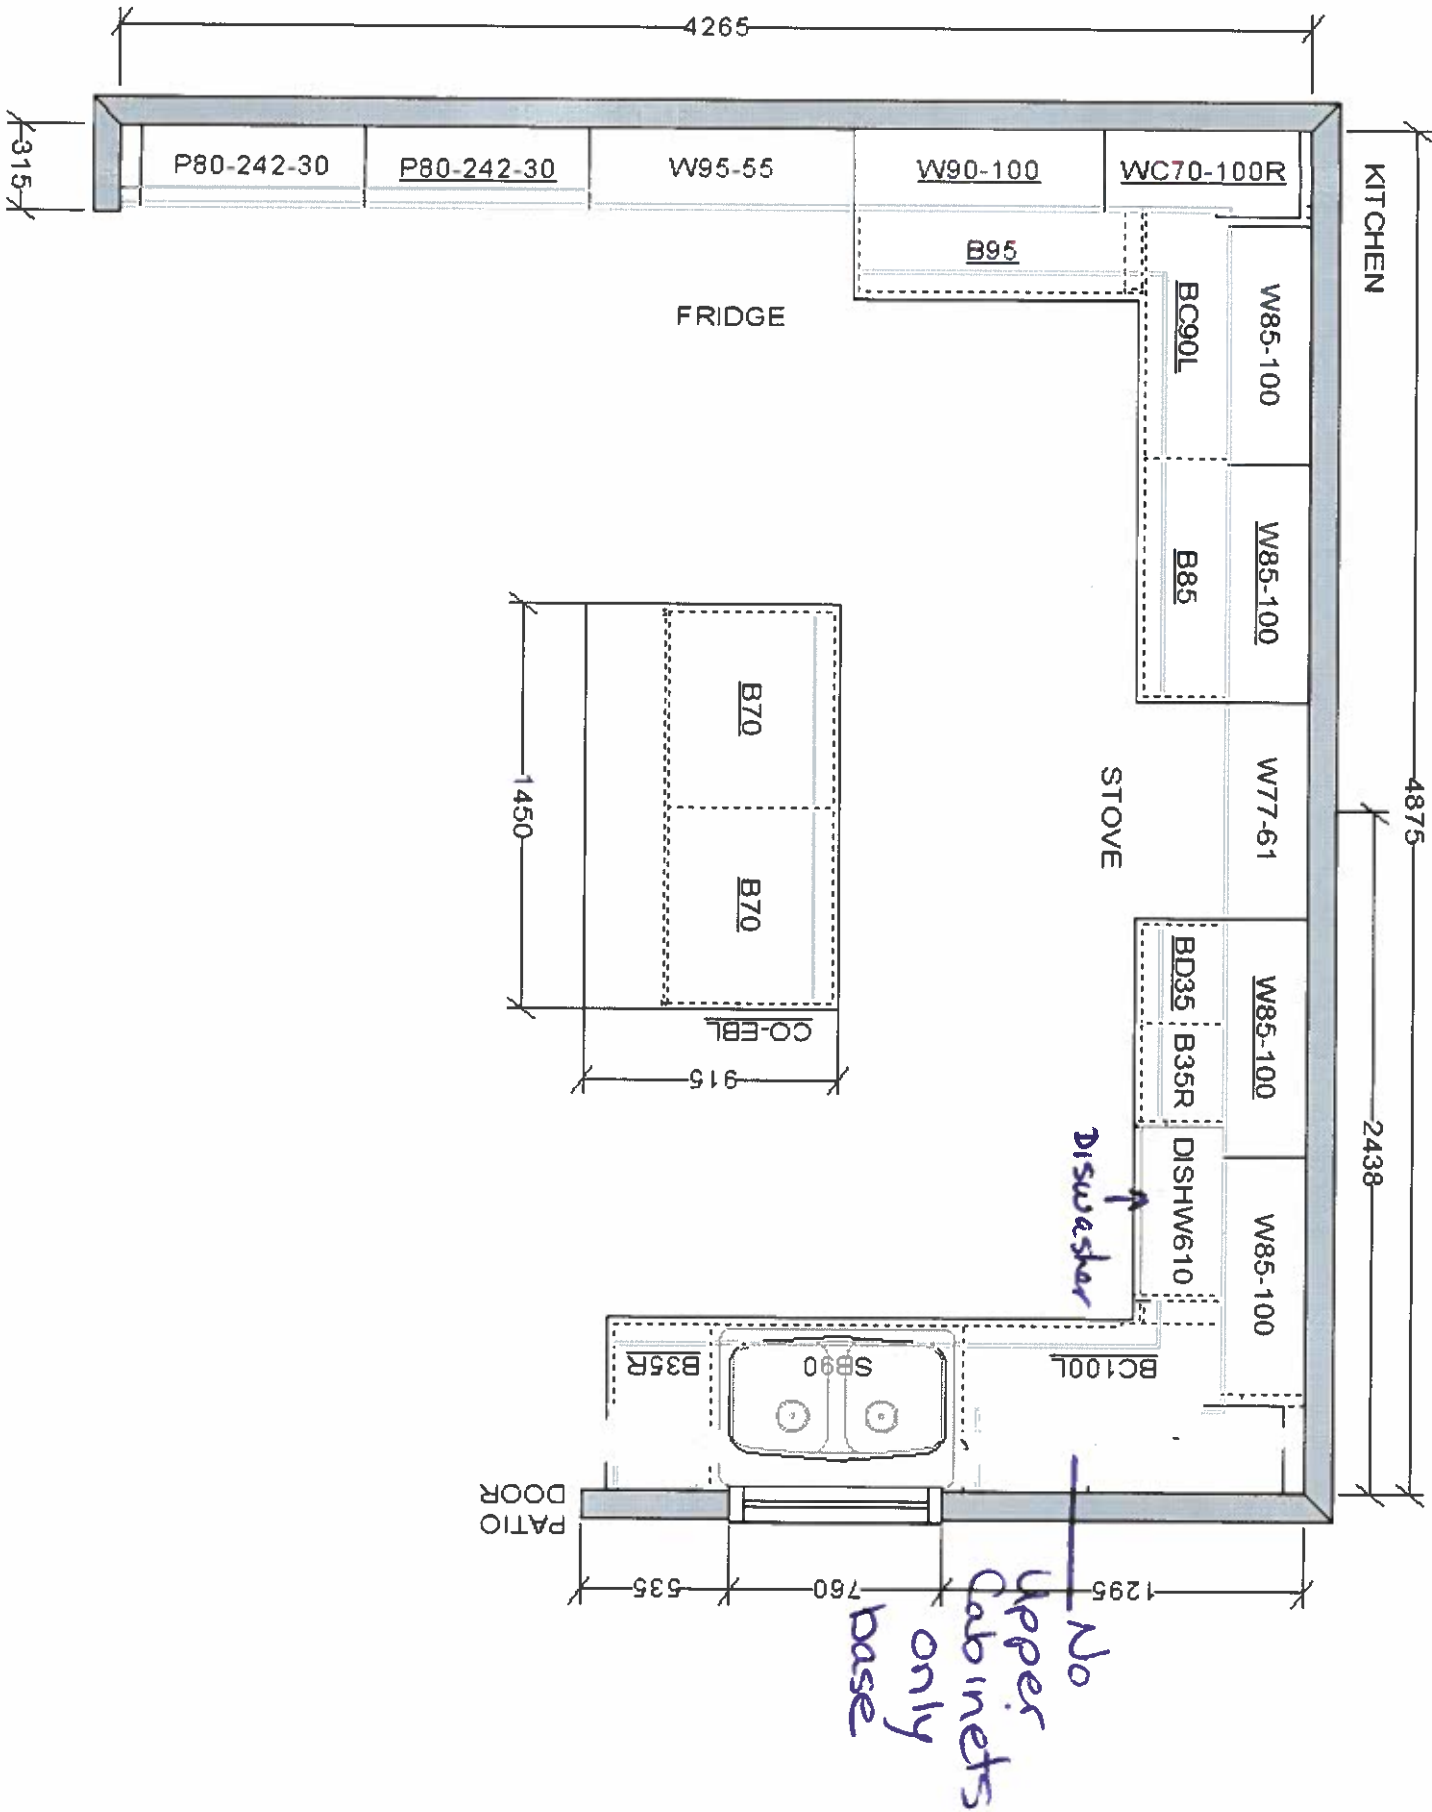 4265
315
P80-242-30
P80-242-30
W95-55
W90-100
WC70-100R
KITCHEN
B95
FRIDGE
BC90L
W85-100
4875
B85
W85-100
B70
B70
1450
CO-EBL
915
STOVE
W77-61
2438
BD35
B35R
W85-100
DISHW610
W85-100
Diswasher
B35R
SB90
BC100L
PATIO
DOOR
535
760
1295
No
upper
Cabinets
only
base